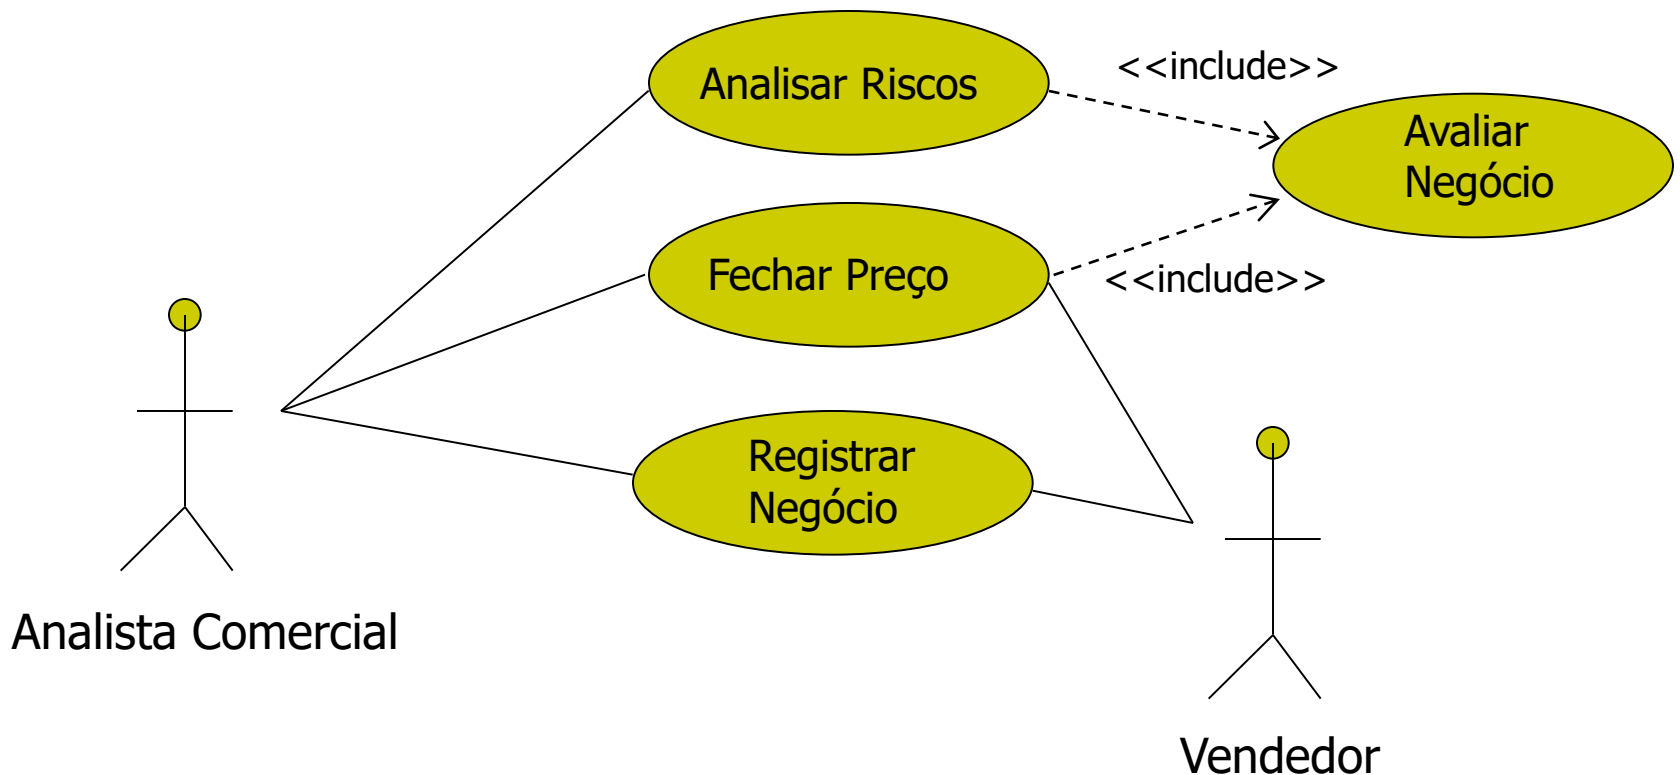 Analisar Riscos
<<include>>
Avaliar
Negócio
Fechar Preço
<<include>>
Registrar
Negócio
Analista Comercial
Vendedor